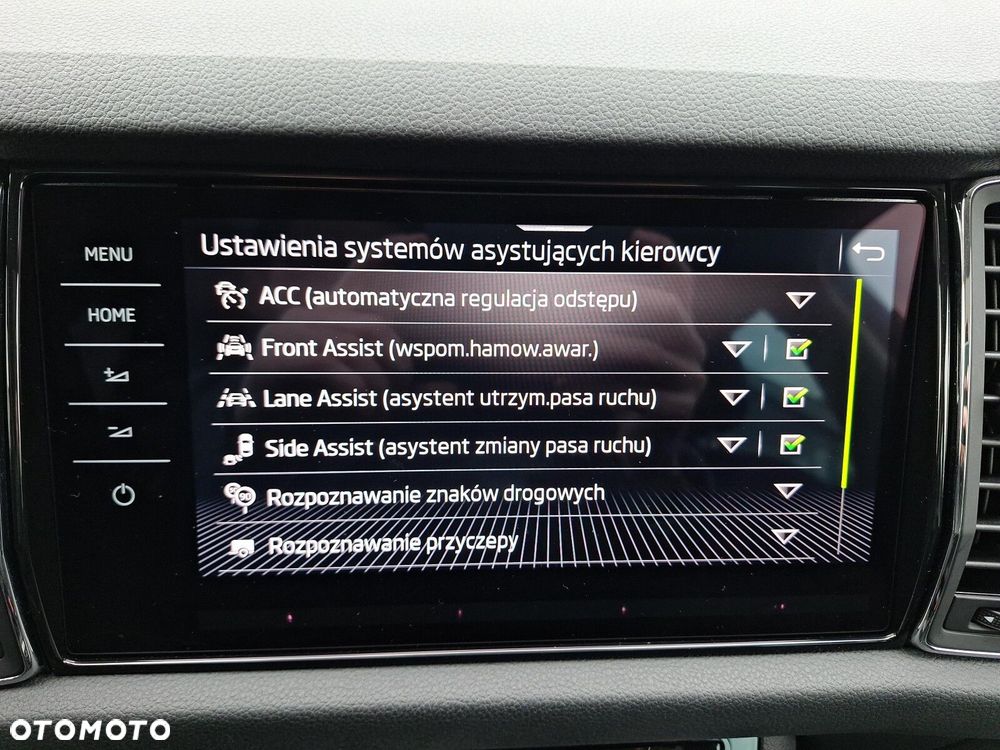 Ustawienia systemów asystujących kierowcy
MENU
HOME
ACC (automatyczna regulacja odstępu)
Front Assist (wspom.hamow.awar.)
Lane Assist (asystent utrzym.pasa ruchu)
Side Assist (asystent zmiany pasa ruchu)
90 Rozpoznawanie znaków drogowych
Rozpoznawanie przyczepy
OTOMOTO